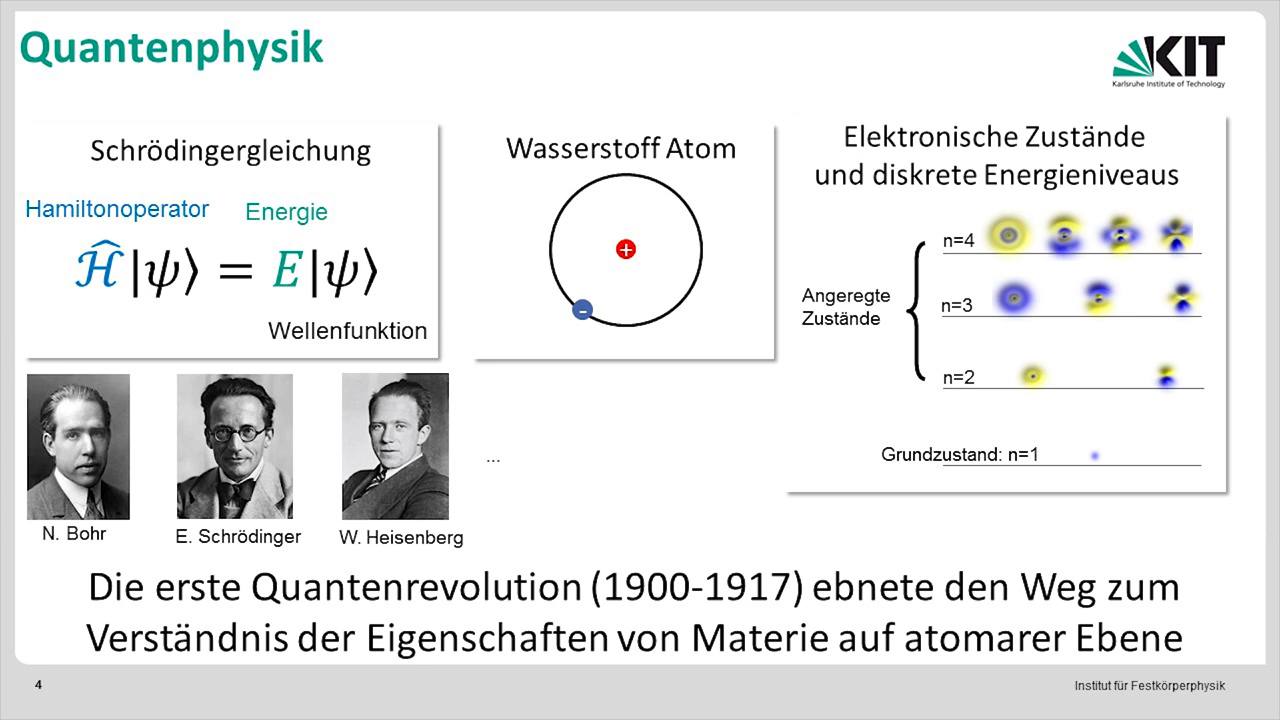 Quantenphysik
KIT
Karlsruhe Institute of Technology
Schrödingergleichung
Hamiltonoperator
Energie
ℋ̂|ψ⟩ = E|ψ⟩
Wellenfunktion
Wasserstoff Atom
+
-
Elektronische Zustände
und diskrete Energieniveaus
n=4
Angeregte
Zustände
n=3
n=2
Grundzustand: n=1
N. Bohr
E. Schrödinger
W. Heisenberg
...
Die erste Quantenrevolution (1900-1917) ebnete den Weg zum
Verständnis der Eigenschaften von Materie auf atomarer Ebene
4
Institut für Festkörperphysik